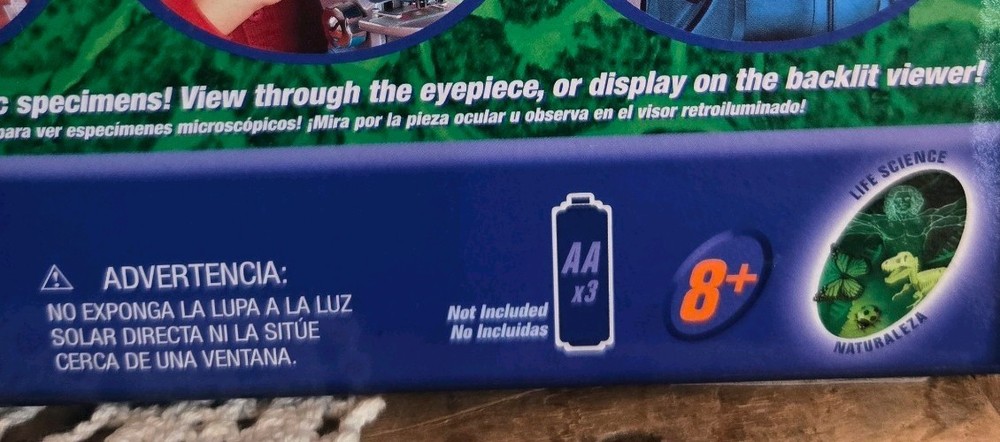 specimens! View through the eyepiece, or display on the backlit viewer!
para ver especímenes microscópicos! ¡Mira por la pieza ocular u observa en el visor retroiluminado!
ADVERTENCIA:
NO EXPONGA LA LUPA A LA LUZ
SOLAR DIRECTA NI LA SITÚE
CERCA DE UNA VENTANA.
Not Included
No Incluidas
AA
x3
8+
LIFE SCIENCE
NATURALEZA